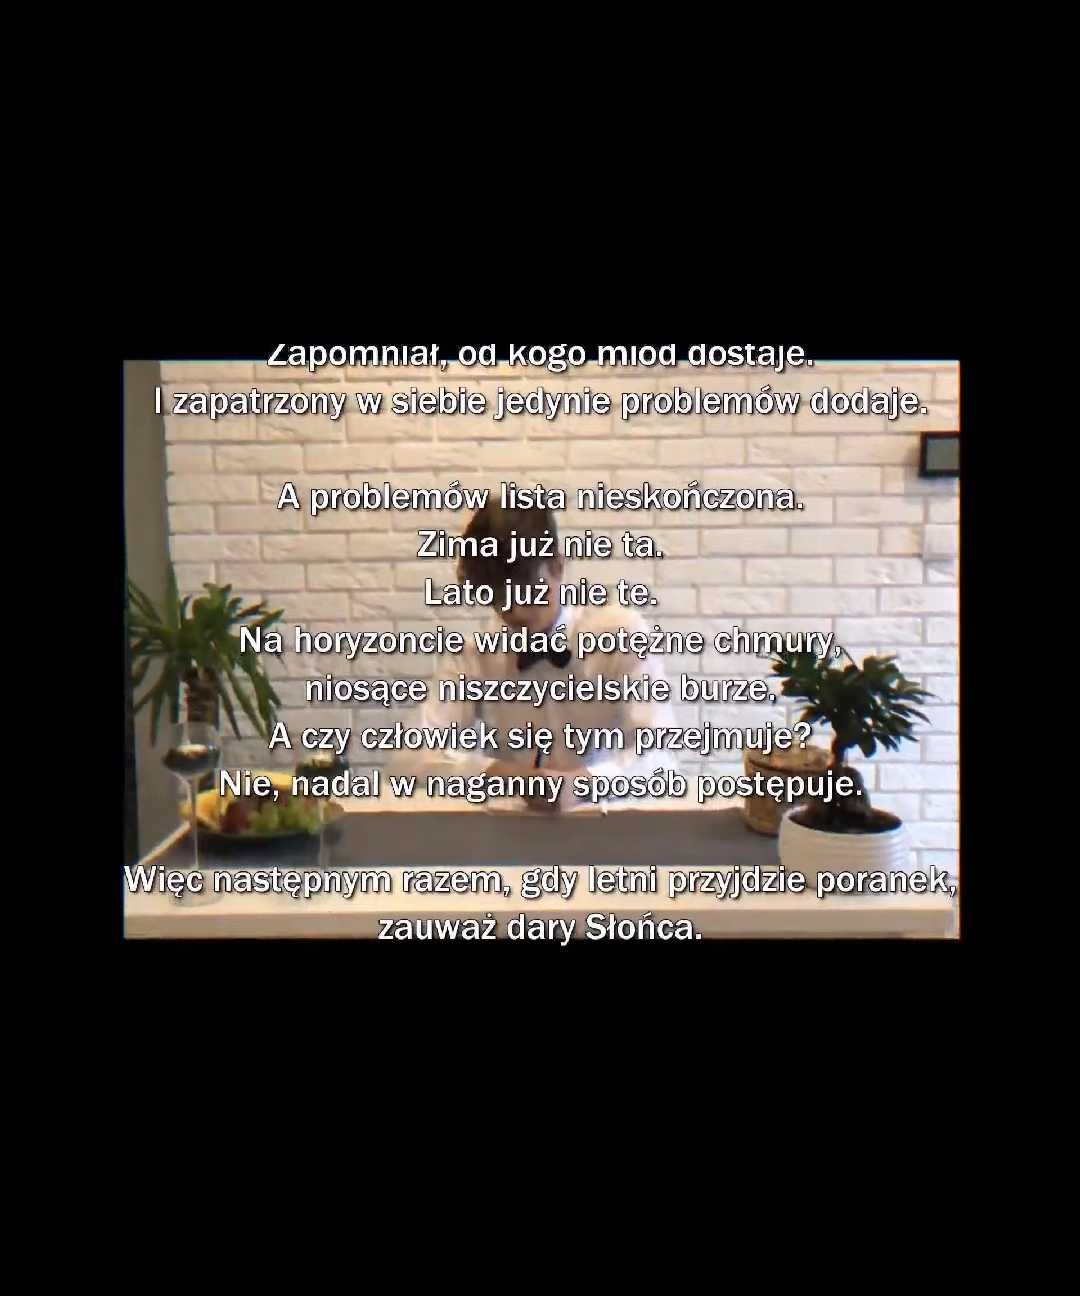 Zapomniał, od kogo miód dostaje.
I zapatrzony w siebie jedynie problemów dodaje.
A problemów lista nieskończona.
Zima już nie ta.
Lato już nie te.
Na horyzoncie widać potężne chmury,
niosące niszczycielskie burze.
A czy człowiek się tym przejmuje?
Nie, nadal w naganny sposób postępuje.
Więc następnym razem, gdy letni przyjdzie poranek,
zauważ dary Słońca.